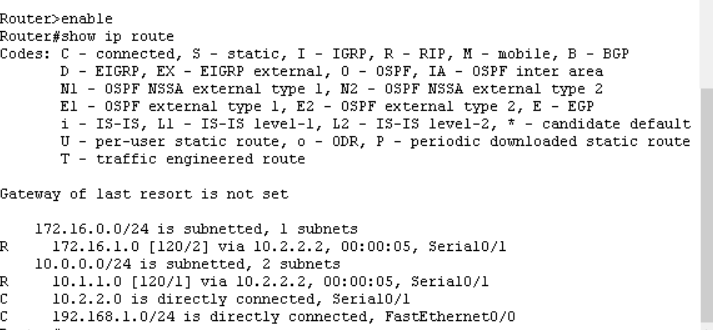 Router>enable
Router#show ip route
Codes: C - connected, S - static, I - IGRP, R - RIP, M - mobile, B - BGP
       D - EIGRP, EX - EIGRP external, O - OSPF, IA - OSPF inter area
       N1 - OSPF NSSA external type 1, N2 - OSPF NSSA external type 2
       E1 - OSPF external type 1, E2 - OSPF external type 2, E - EGP
       i - IS-IS, L1 - IS-IS level-1, L2 - IS-IS level-2, * - candidate default
       U - per-user static route, o - ODR, P - periodic downloaded static route
       T - traffic engineered route
Gateway of last resort is not set
    172.16.0.0/24 is subnetted, 1 subnets
R     172.16.1.0 [120/2] via 10.2.2.2, 00:00:05, Serial0/1
    10.0.0.0/24 is subnetted, 2 subnets
R     10.1.1.0 [120/1] via 10.2.2.2, 00:00:05, Serial0/1
C     10.2.2.0 is directly connected, Serial0/1
C     192.168.1.0/24 is directly connected, FastEthernet0/0